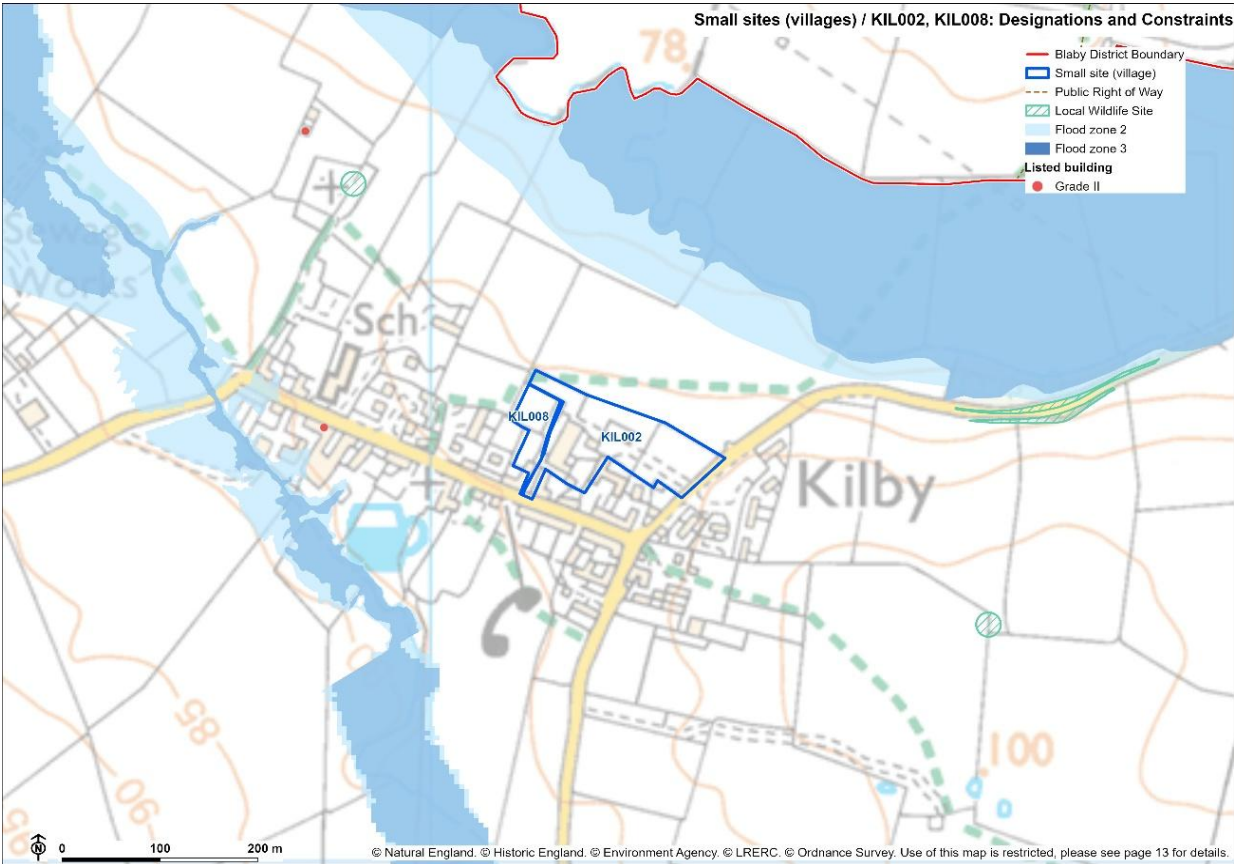 Small sites (villages) / KIL002, KIL008: Designations and Constraints
Blaby District Boundary
Small site (village)
Public Right of Way
Local Wildlife Site
Flood zone 2
Flood zone 3
Listed building
Grade II
78
Sewag
Works
Sch
KIL008
KIL002
Kilby
85
90
95
100
N
0 100 200 m
© Natural England. © Historic England. © Environment Agency. © LRERC. © Ordnance Survey. Use of this map is restricted, please see page 13 for details.